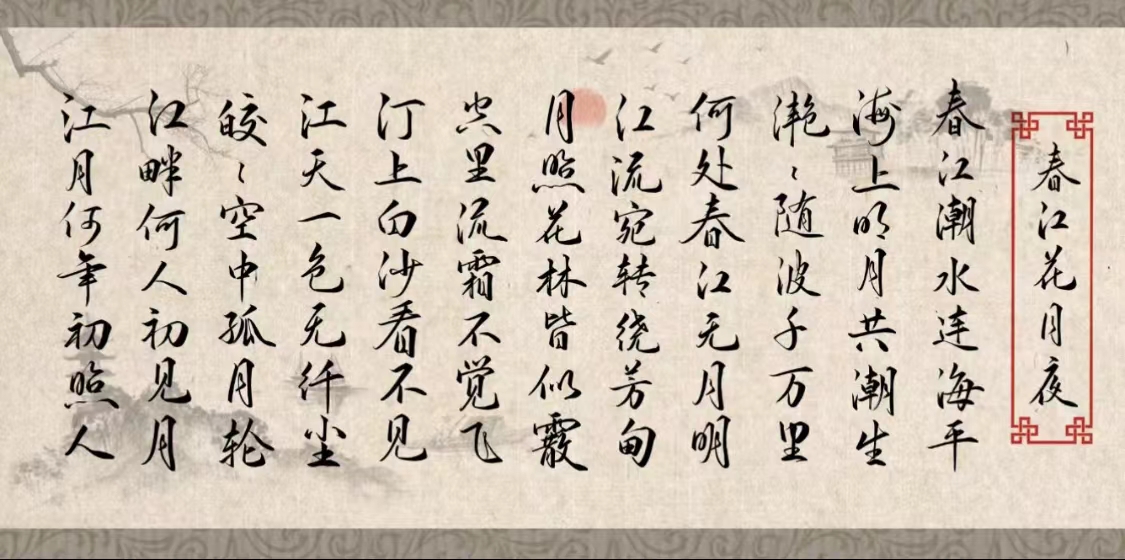 春江花月夜
春江潮水连海平
海上明月共潮生
滟〻随波千万里
何处春江无月明
江流宛转绕芳甸
月照花林皆似霰
空里流霜不觉飞
汀上白沙看不见
江天一色无纤尘
皎〻空中孤月轮
江畔何人初见月
江月何年初照人